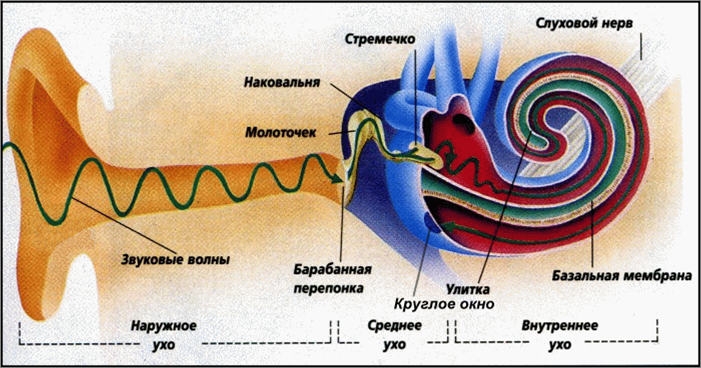 Слуховой нерв
Стремечко
Наковальня
Молоточек
Звуковые волны
Барабанная
перепонка
Круглое окно
Улитка
Базальная мембрана
Наружное
ухо
Среднее
ухо
Внутреннее
ухо